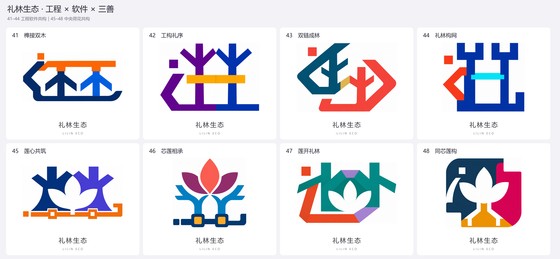 礼林生态 · 工程 × 软件 × 三善
41 榫接双木
42 工构礼序
43 双链成林
44 礼林构网
礼林生态
礼林生态
礼林生态
礼林生态
45 莲心共筑
46 芯莲相承
47 莲开礼林
48 同芯莲构
礼林生态
礼林生态
礼林生态
礼林生态